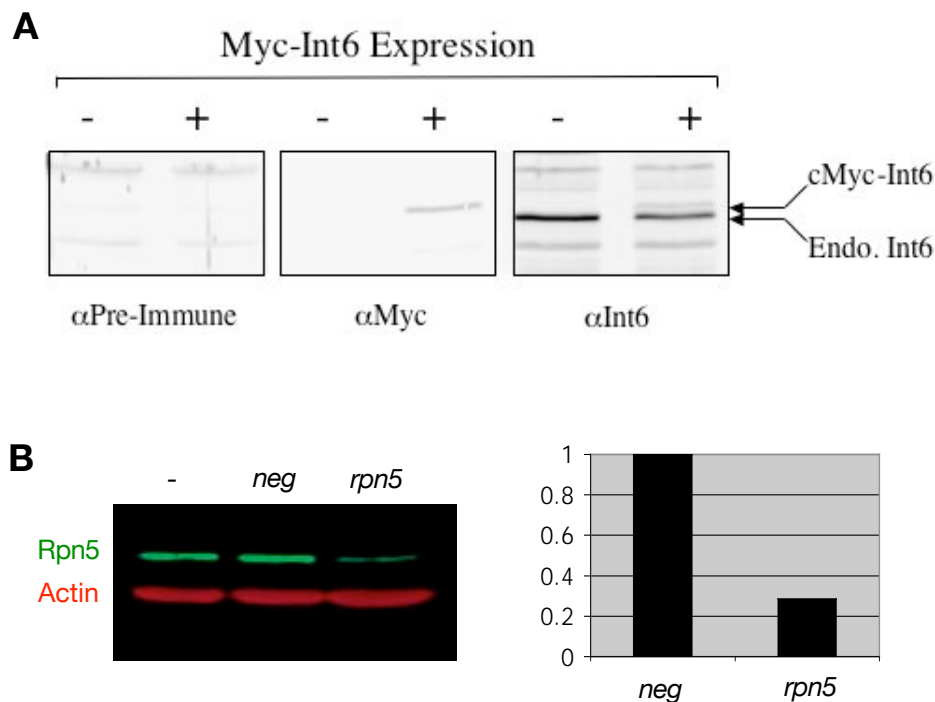 A
Myc-Int6 Expression
- + - + - +
cMyc-Int6
Endo. Int6
αPre-Immune αMyc αInt6
B
- neg rpn5
Rpn5
Actin
1
0.8
0.6
0.4
0.2
0
neg rpn5